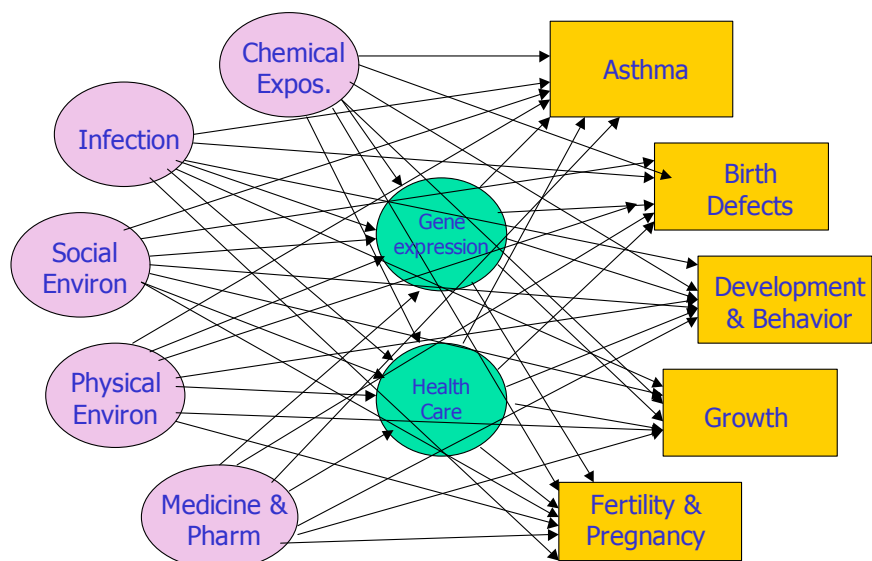 Chemical
Expos.
Asthma
Infection
Birth
Defects
Gene
expression
Social
Environ
Development
& Behavior
Physical
Environ
Health
Care
Growth
Medicine &
Pharm
Fertility &
Pregnancy